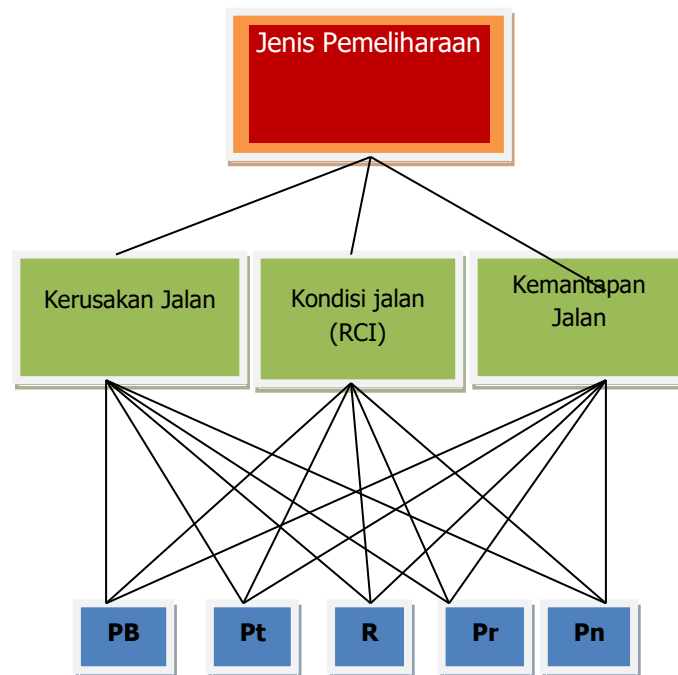 Jenis Pemeliharaan
Kerusakan Jalan
Kondisi jalan
(RCI)
Kemantapan
Jalan
PB
Pt
R
Pr
Pn